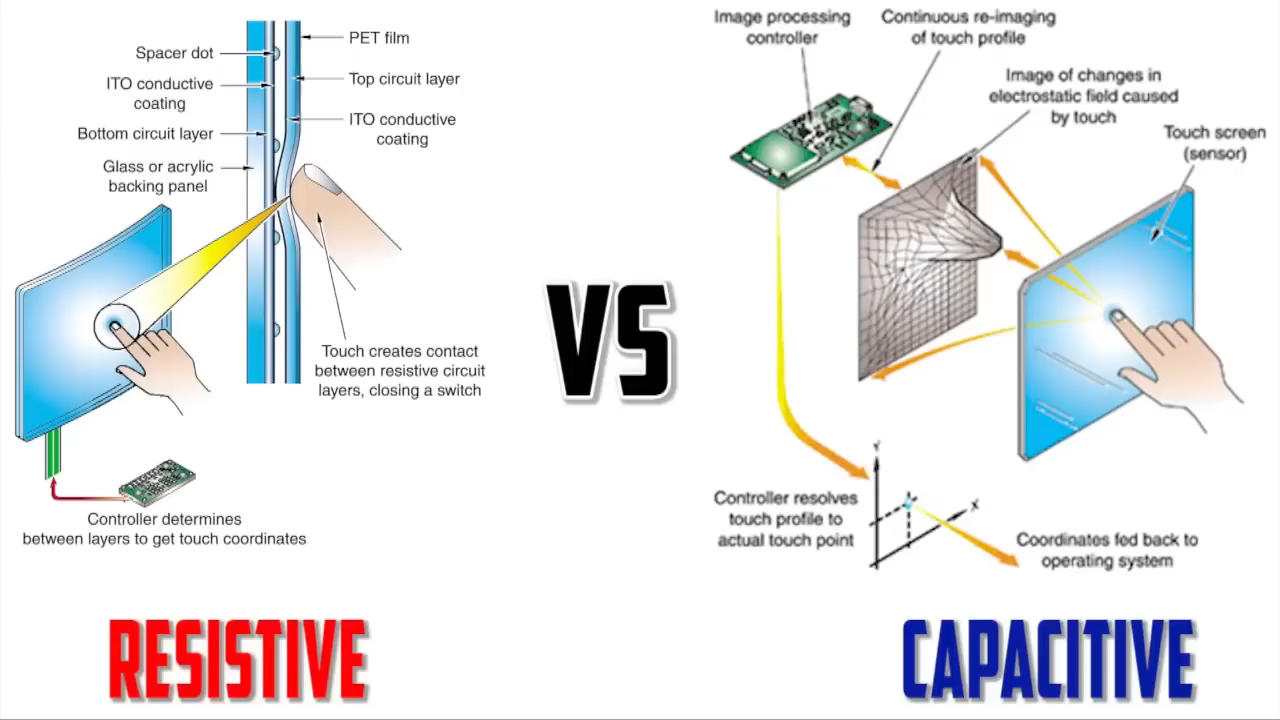 Spacer dot
ITO conductive
coating
Bottom circuit layer
Glass or acrylic
backing panel
PET film
Top circuit layer
ITO conductive
coating
Touch creates contact
between resistive circuit
layers, closing a switch
Controller determines
between layers to get touch coordinates
RESISTIVE
VS
Image processing
controller
Continuous re-imaging
of touch profile
Image of changes in
electrostatic field caused
by touch
Touch screen
(sensor)
Controller resolves
touch profile to
actual touch point
Y
X
Coordinates fed back to
operating system
CAPACITIVE